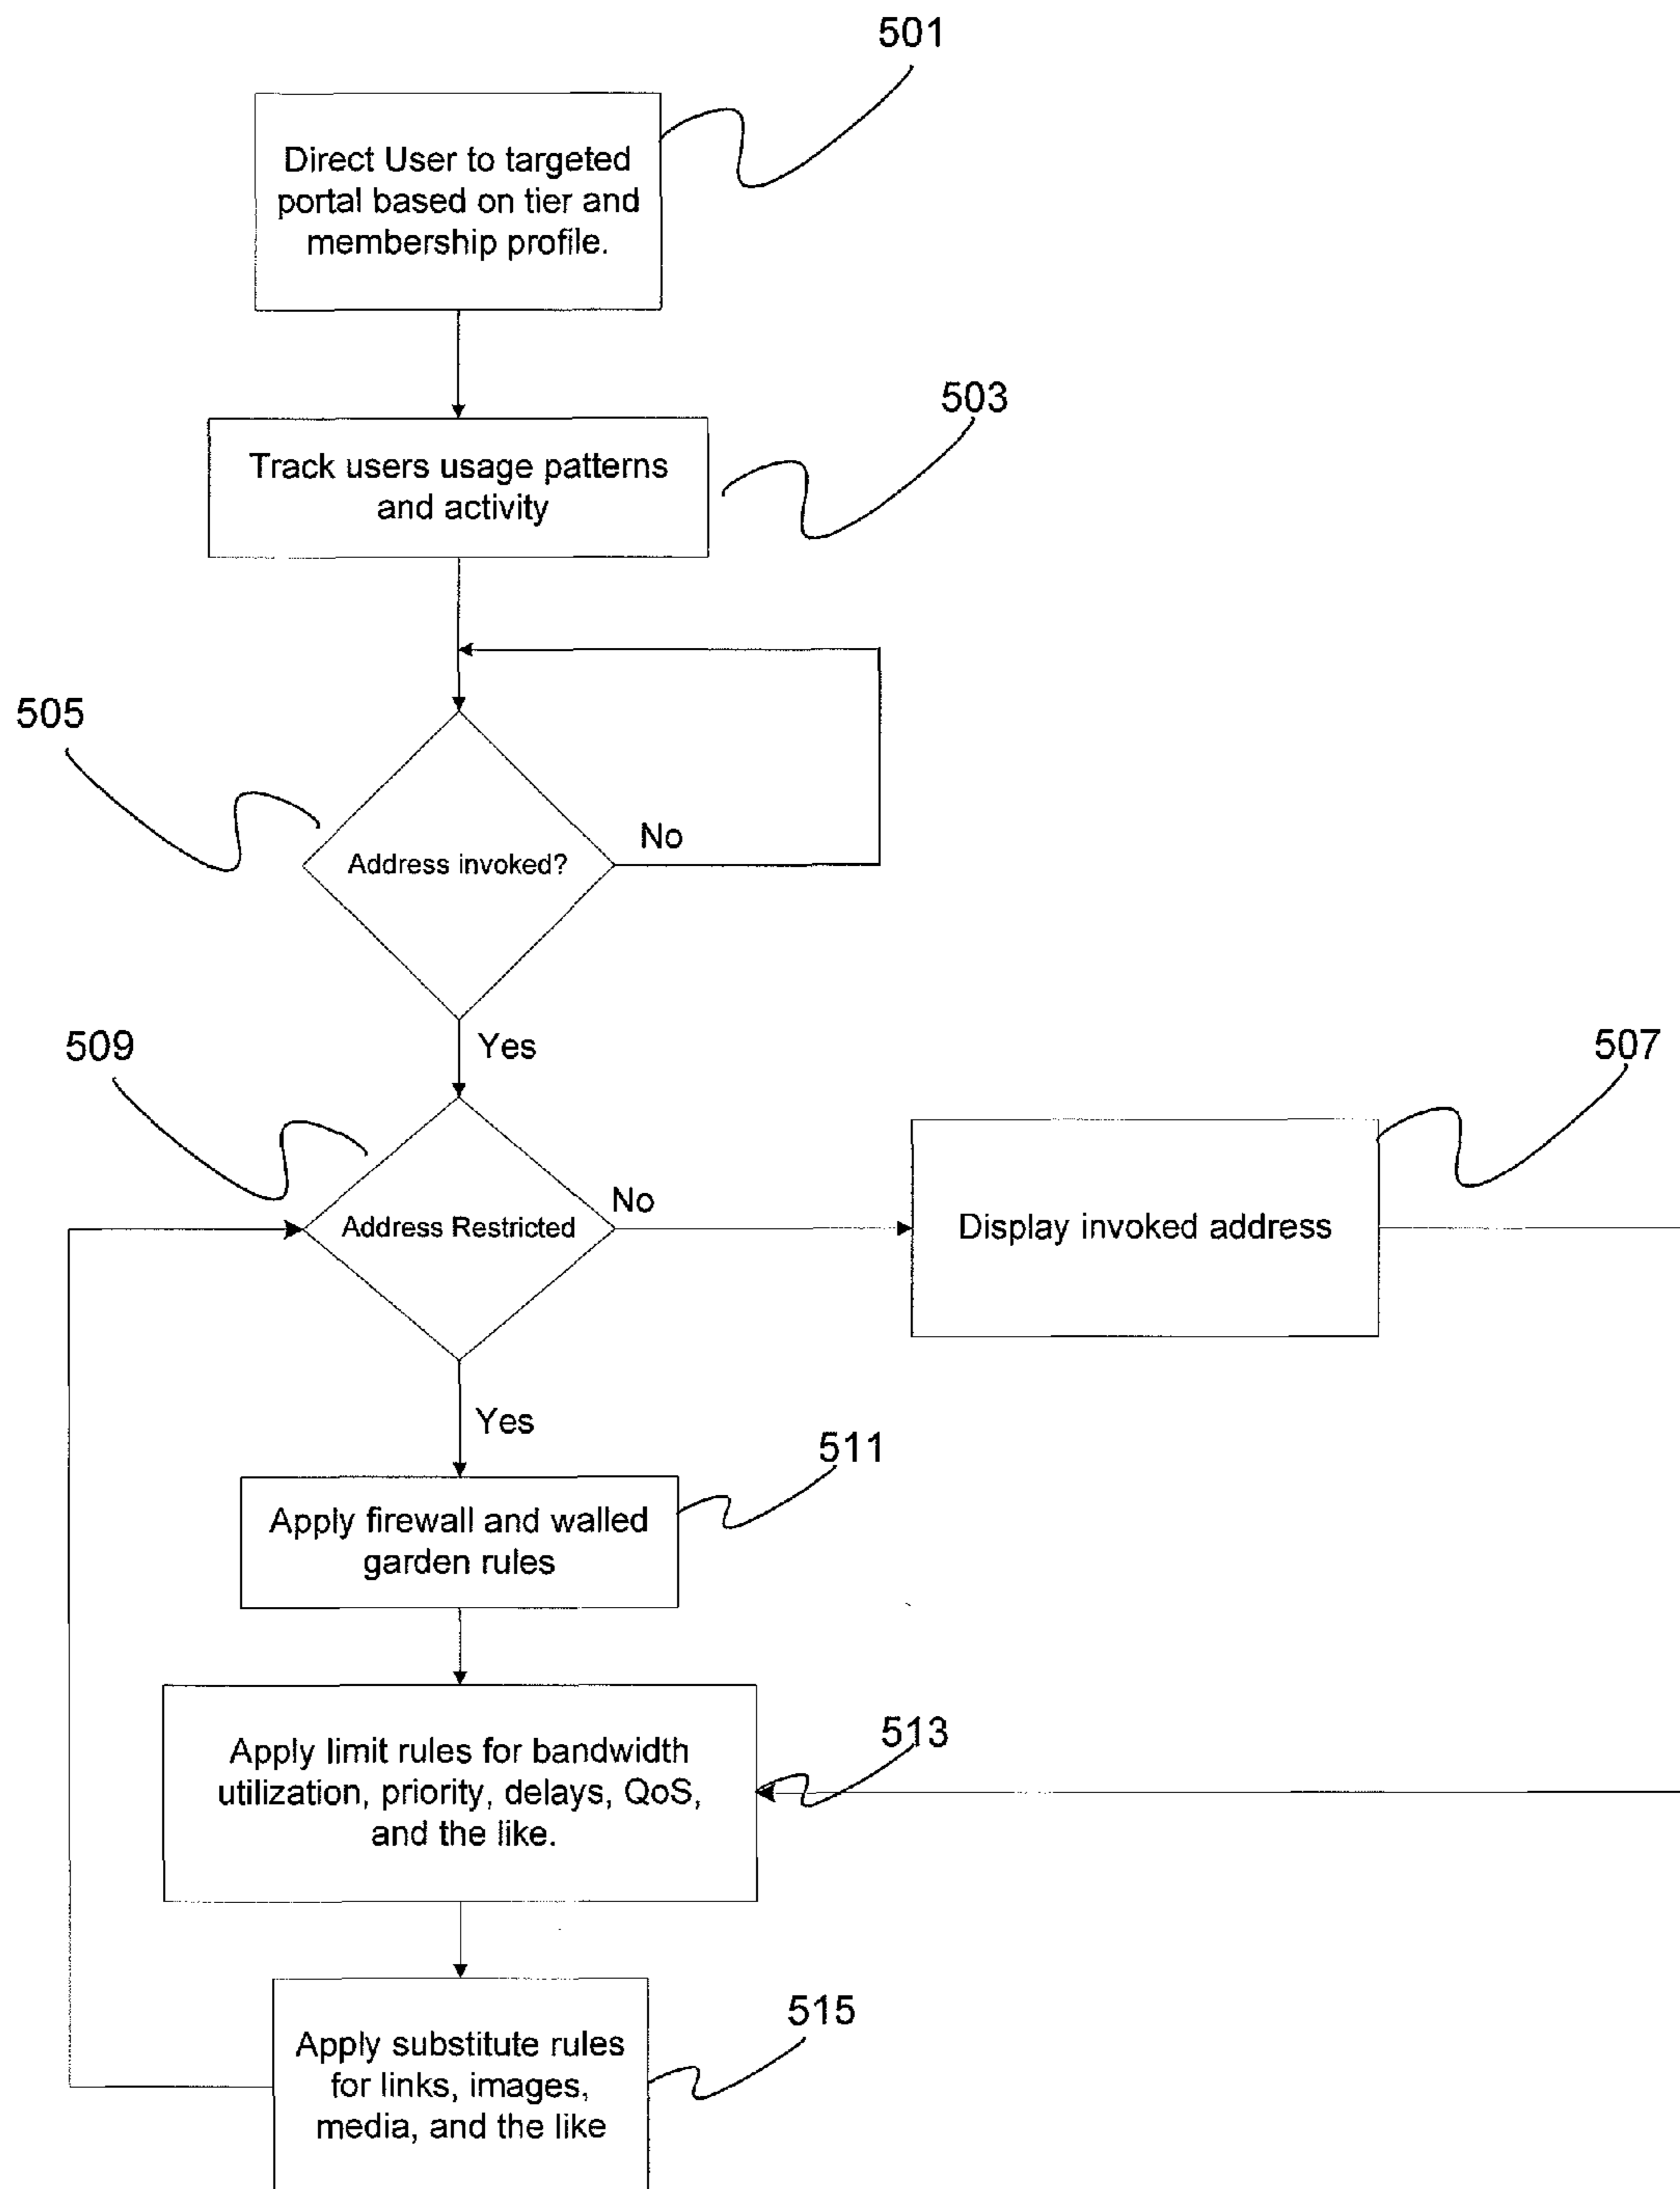 501
Direct User to targeted
portal based on tier and
membership profile.
503
Track users usage patterns
and activity
505
Address invoked?
No
Yes
509
507
Address Restricted
No
Display invoked address
Yes
511
Apply firewall and walled
garden rules
513
Apply limit rules for bandwidth
utilization, priority, delays, QoS,
and the like.
515
Apply substitute rules
for links, images,
media, and the like